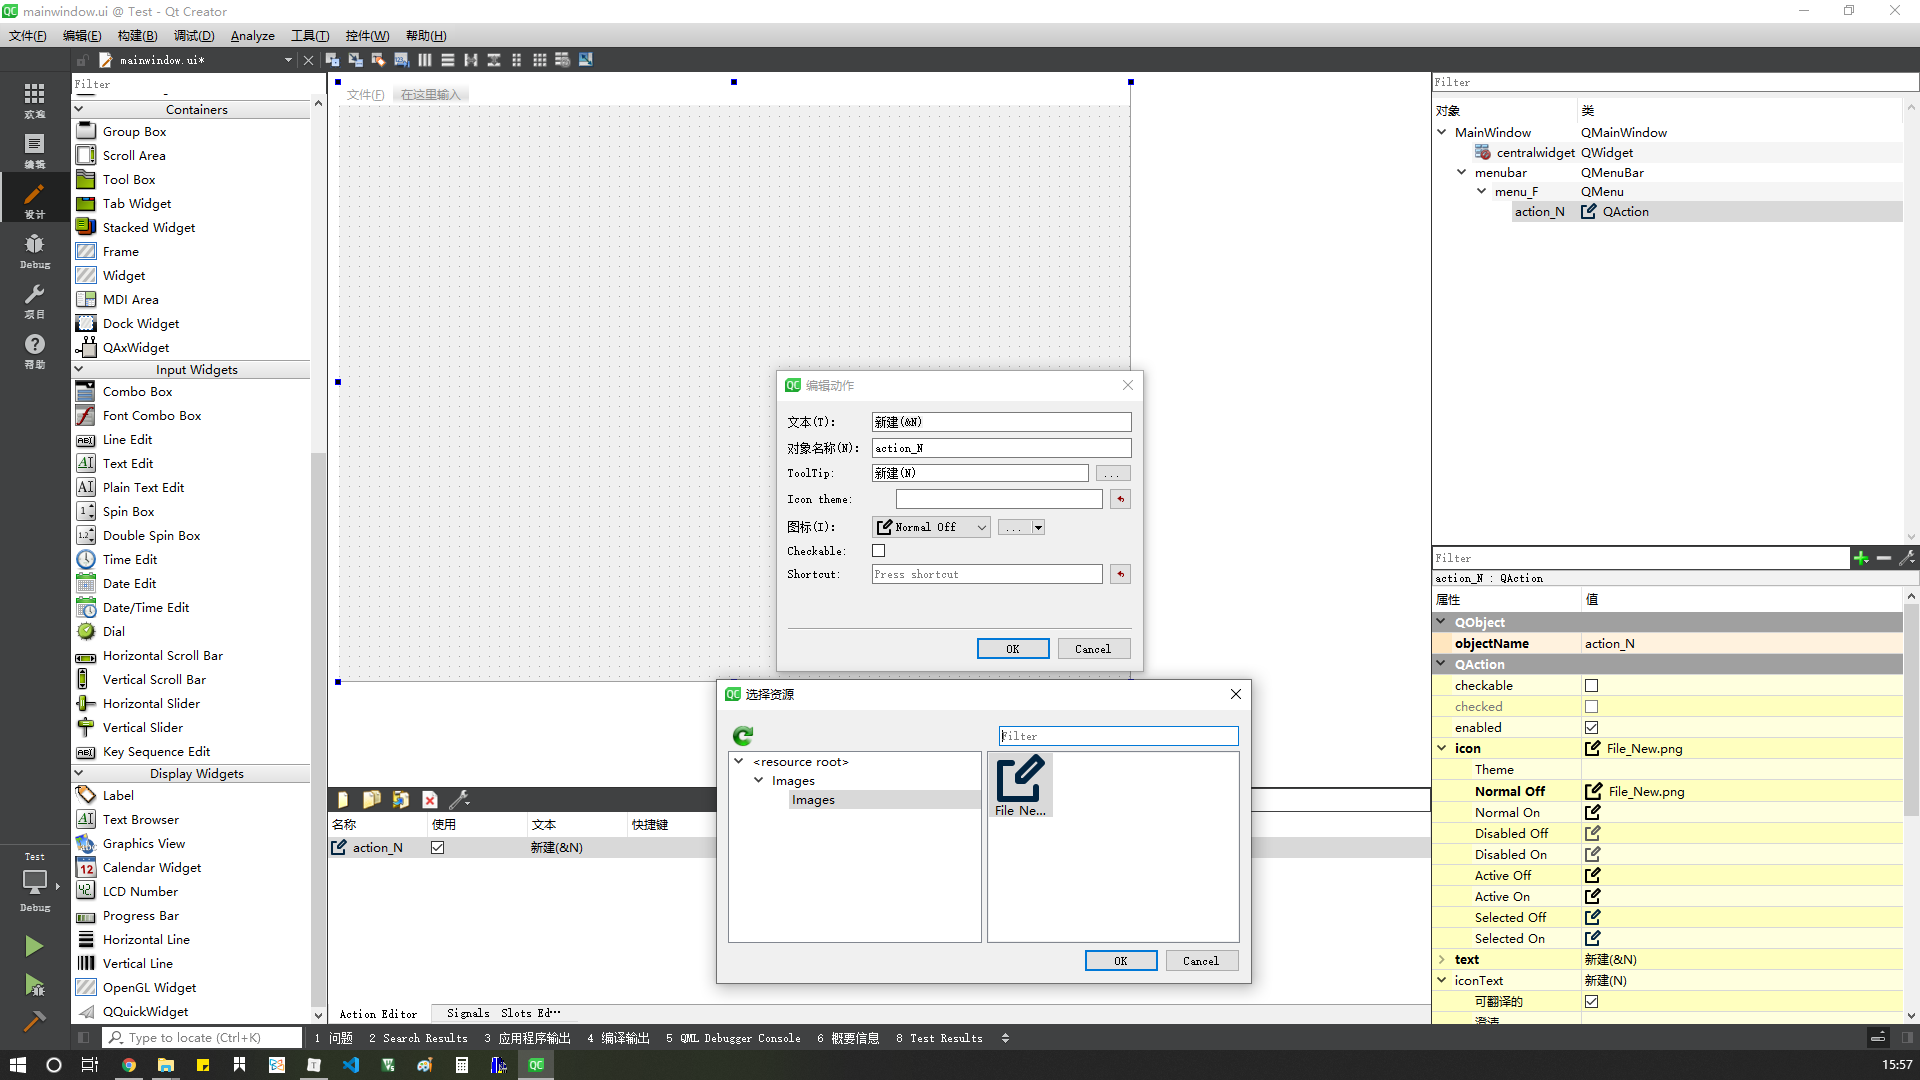 mainwindow.ui @ Test - Qt Creator
文件(F) 编辑(E) 构建(B) 调试(D) Analyze 工具(T) 控件(W) 帮助(H)
mainwindow.ui*
欢迎
编辑
设计
Debug
项目
帮助
Test
Debug
Filter
Containers
Group Box
Scroll Area
Tool Box
Tab Widget
Stacked Widget
Frame
Widget
MDI Area
Dock Widget
QAxWidget
Input Widgets
Combo Box
Font Combo Box
Line Edit
Text Edit
Plain Text Edit
Spin Box
Double Spin Box
Time Edit
Date Edit
Date/Time Edit
Dial
Horizontal Scroll Bar
Vertical Scroll Bar
Horizontal Slider
Vertical Slider
Key Sequence Edit
Display Widgets
Label
Text Browser
Graphics View
Calendar Widget
LCD Number
Progress Bar
Horizontal Line
Vertical Line
OpenGL Widget
QQuickWidget
文件(F) 在这里输入
编辑动作
文本(T): 新建(&N)
对象名称(N): action_N
ToolTip: 新建(N) ...
Icon theme:
图标(I): Normal Off ...
Checkable:
Shortcut: Press shortcut
OK Cancel
选择资源
Filter
<resource root>
Images
Images
File_Ne...
OK Cancel
名称 使用 文本 快捷键
action_N 新建(&N)
Action Editor Signals Slots Ed…
Filter
对象 类
MainWindow QMainWindow
centralwidget QWidget
menubar QMenuBar
menu_F QMenu
action_N QAction
Filter
action_N : QAction
属性 值
QObject
objectName action_N
QAction
checkable
checked
enabled
icon File_New.png
Theme
Normal Off File_New.png
Normal On
Disabled Off
Disabled On
Active Off
Active On
Selected Off
Selected On
text 新建(&N)
iconText 新建(N)
可翻译的
澄清
Type to locate (Ctrl+K) 1 问题 2 Search Results 3 应用程序输出 4 编译输出 5 QML Debugger Console 6 概要信息 8 Test Results
15:57